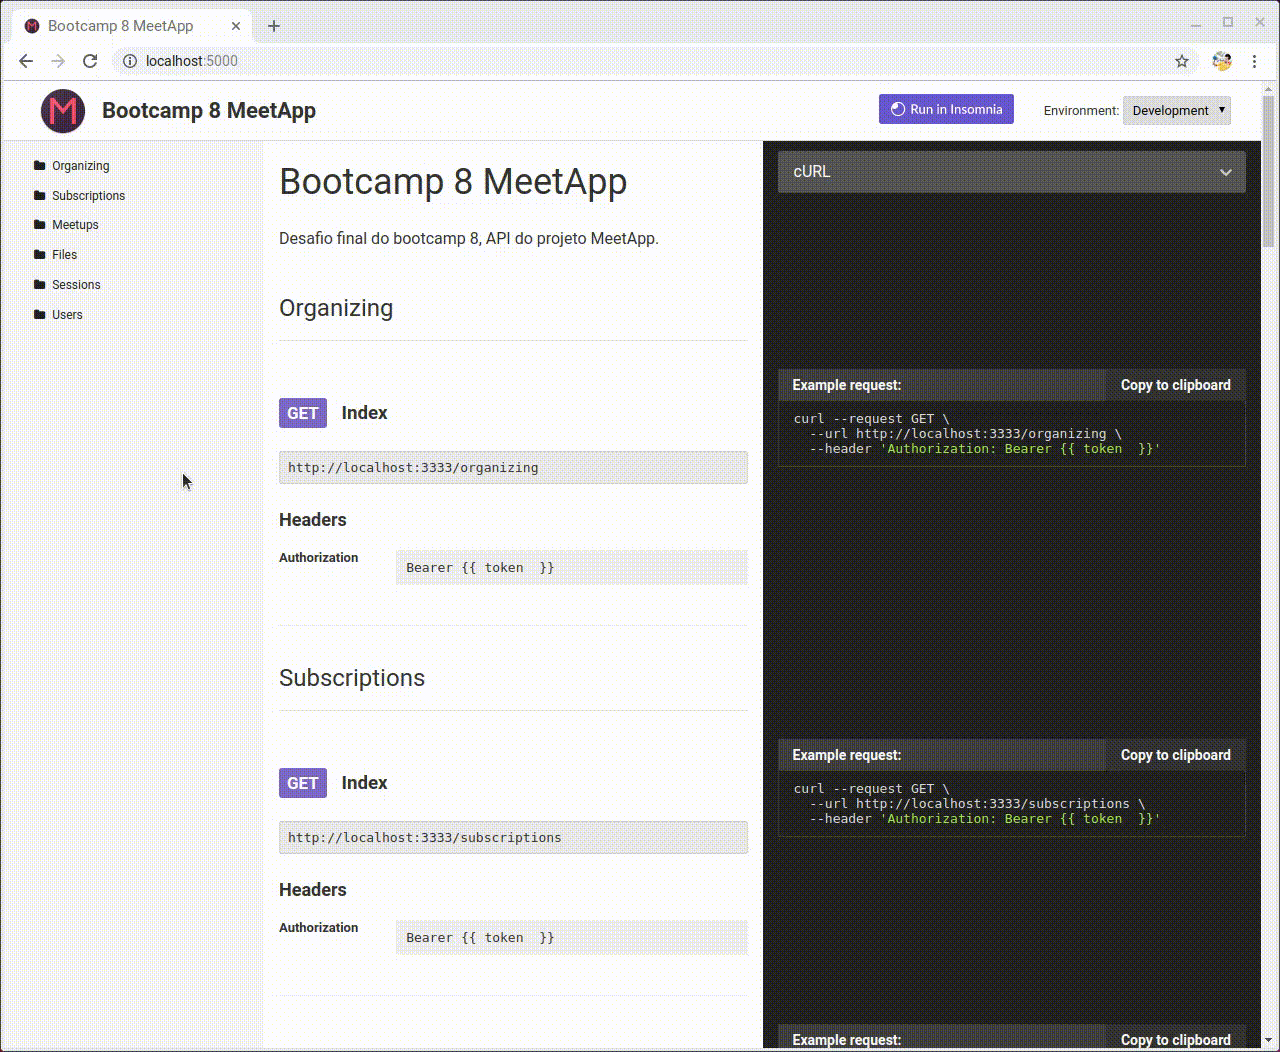 Bootcamp 8 MeetApp
localhost:5000
M Bootcamp 8 MeetApp
Run in Insomnia
Environment: Development
Organizing
Subscriptions
Meetups
Files
Sessions
Users
Bootcamp 8 MeetApp
Desafio final do bootcamp 8, API do projeto MeetApp.
Organizing
GET Index
http://localhost:3333/organizing
Headers
Authorization Bearer {{ token  }}
Subscriptions
GET Index
http://localhost:3333/subscriptions
Headers
Authorization Bearer {{ token  }}
cURL
Example request: Copy to clipboard
curl --request GET \
  --url http://localhost:3333/organizing \
  --header 'Authorization: Bearer {{ token  }}'
Example request: Copy to clipboard
curl --request GET \
  --url http://localhost:3333/subscriptions \
  --header 'Authorization: Bearer {{ token  }}'
Example request: Copy to clipboard